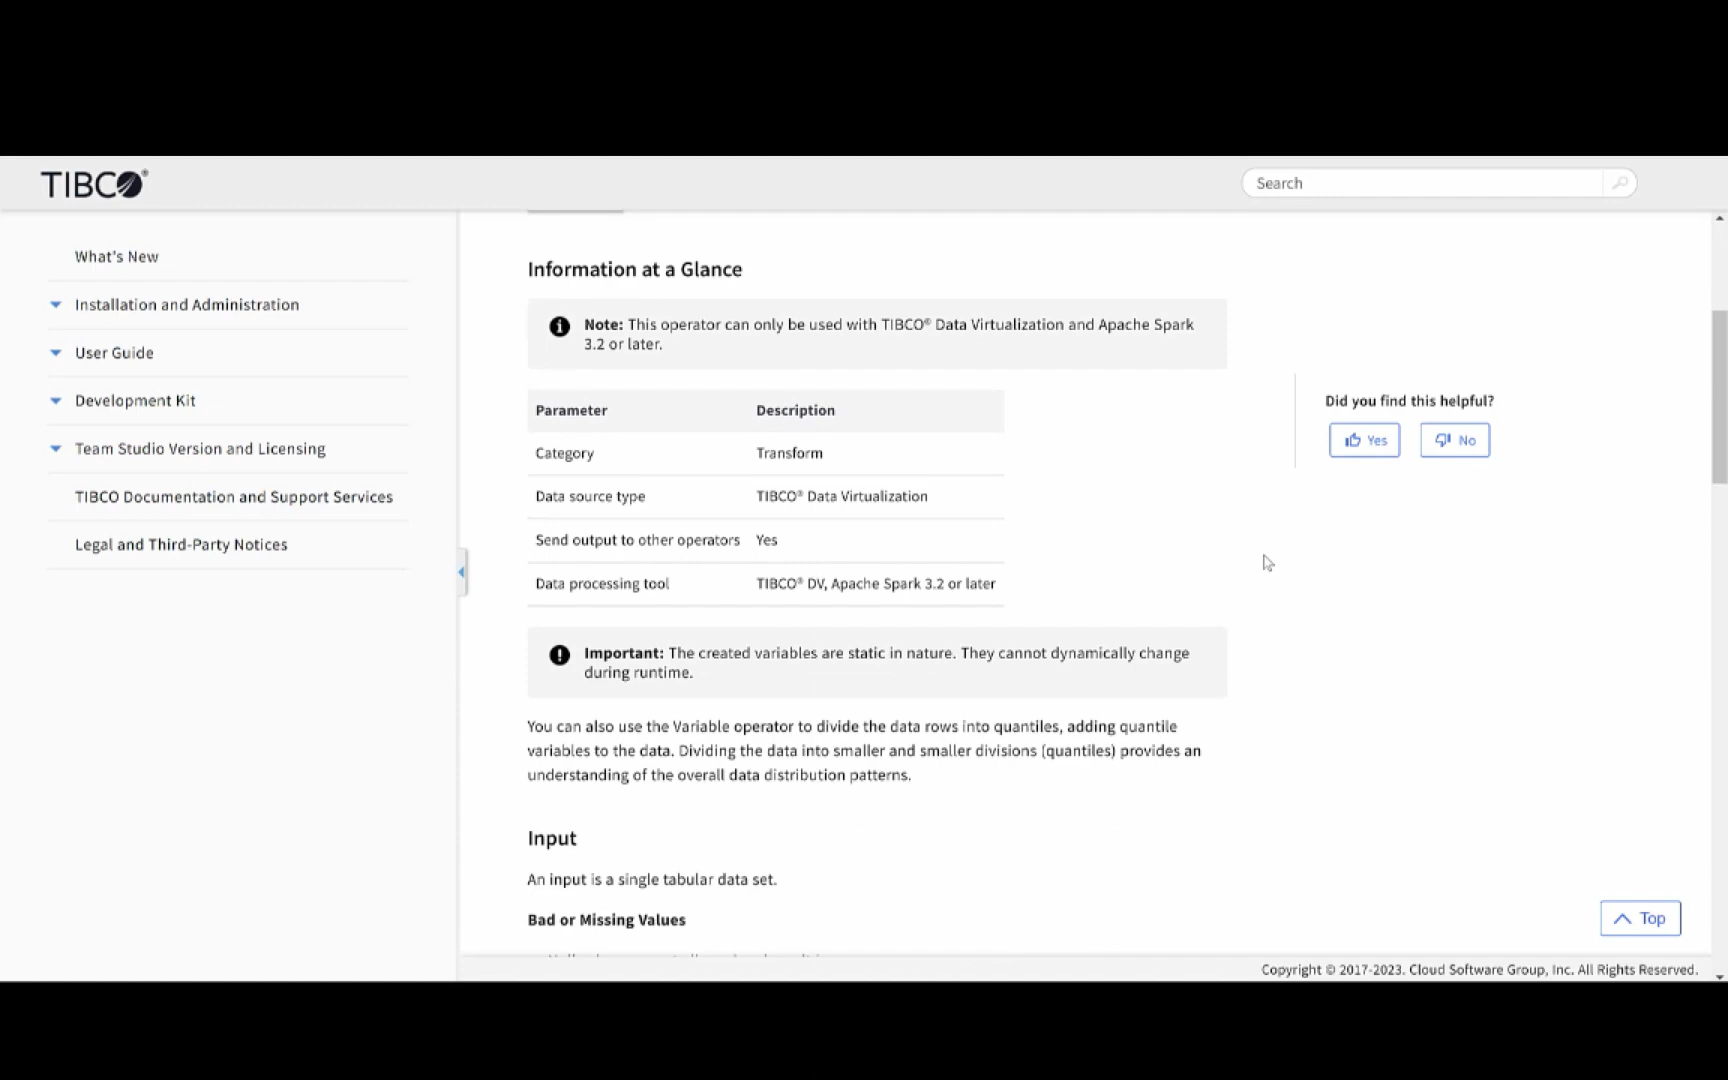 TIBCO®
Search
What's New
Installation and Administration
User Guide
Development Kit
Team Studio Version and Licensing
TIBCO Documentation and Support Services
Legal and Third-Party Notices
Information at a Glance
Note: This operator can only be used with TIBCO® Data Virtualization and Apache Spark
3.2 or later.
Parameter Description
Category Transform
Data source type TIBCO® Data Virtualization
Send output to other operators Yes
Data processing tool TIBCO® DV, Apache Spark 3.2 or later
Did you find this helpful?
Yes No
Important: The created variables are static in nature. They cannot dynamically change
during runtime.
You can also use the Variable operator to divide the data rows into quantiles, adding quantile
variables to the data. Dividing the data into smaller and smaller divisions (quantiles) provides an
understanding of the overall data distribution patterns.
Input
An input is a single tabular data set.
Bad or Missing Values
Top
Copyright © 2017-2023. Cloud Software Group, Inc. All Rights Reserved.